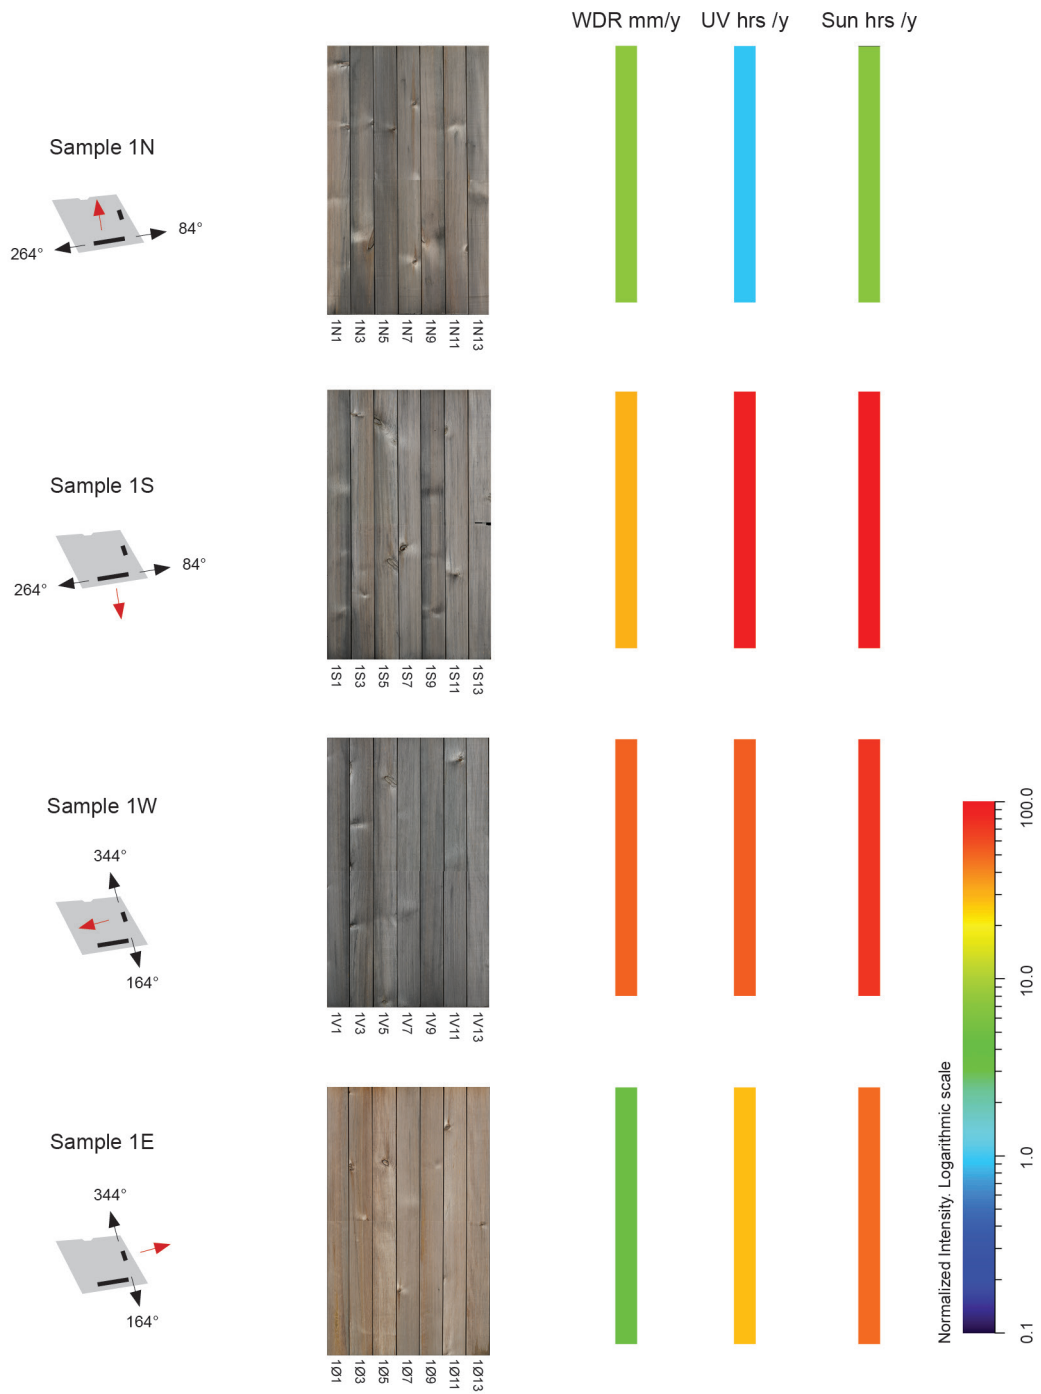 WDR mm/y UV hrs /y Sun hrs /y
Sample 1N
84°
264°
1N1 1N3 1N5 1N7 1N9 1N11 1N13
Sample 1S
84°
264°
1S1 1S3 1S5 1S7 1S9 1S11 1S13
Sample 1W
344°
164°
1V1 1V3 1V5 1V7 1V9 1V11 1V13
Sample 1E
344°
164°
1Ø1 1Ø3 1Ø5 1Ø7 1Ø9 1Ø11 1Ø13
Normalized Intensity. Logarithmic scale
100.0
10.0
1.0
0.1